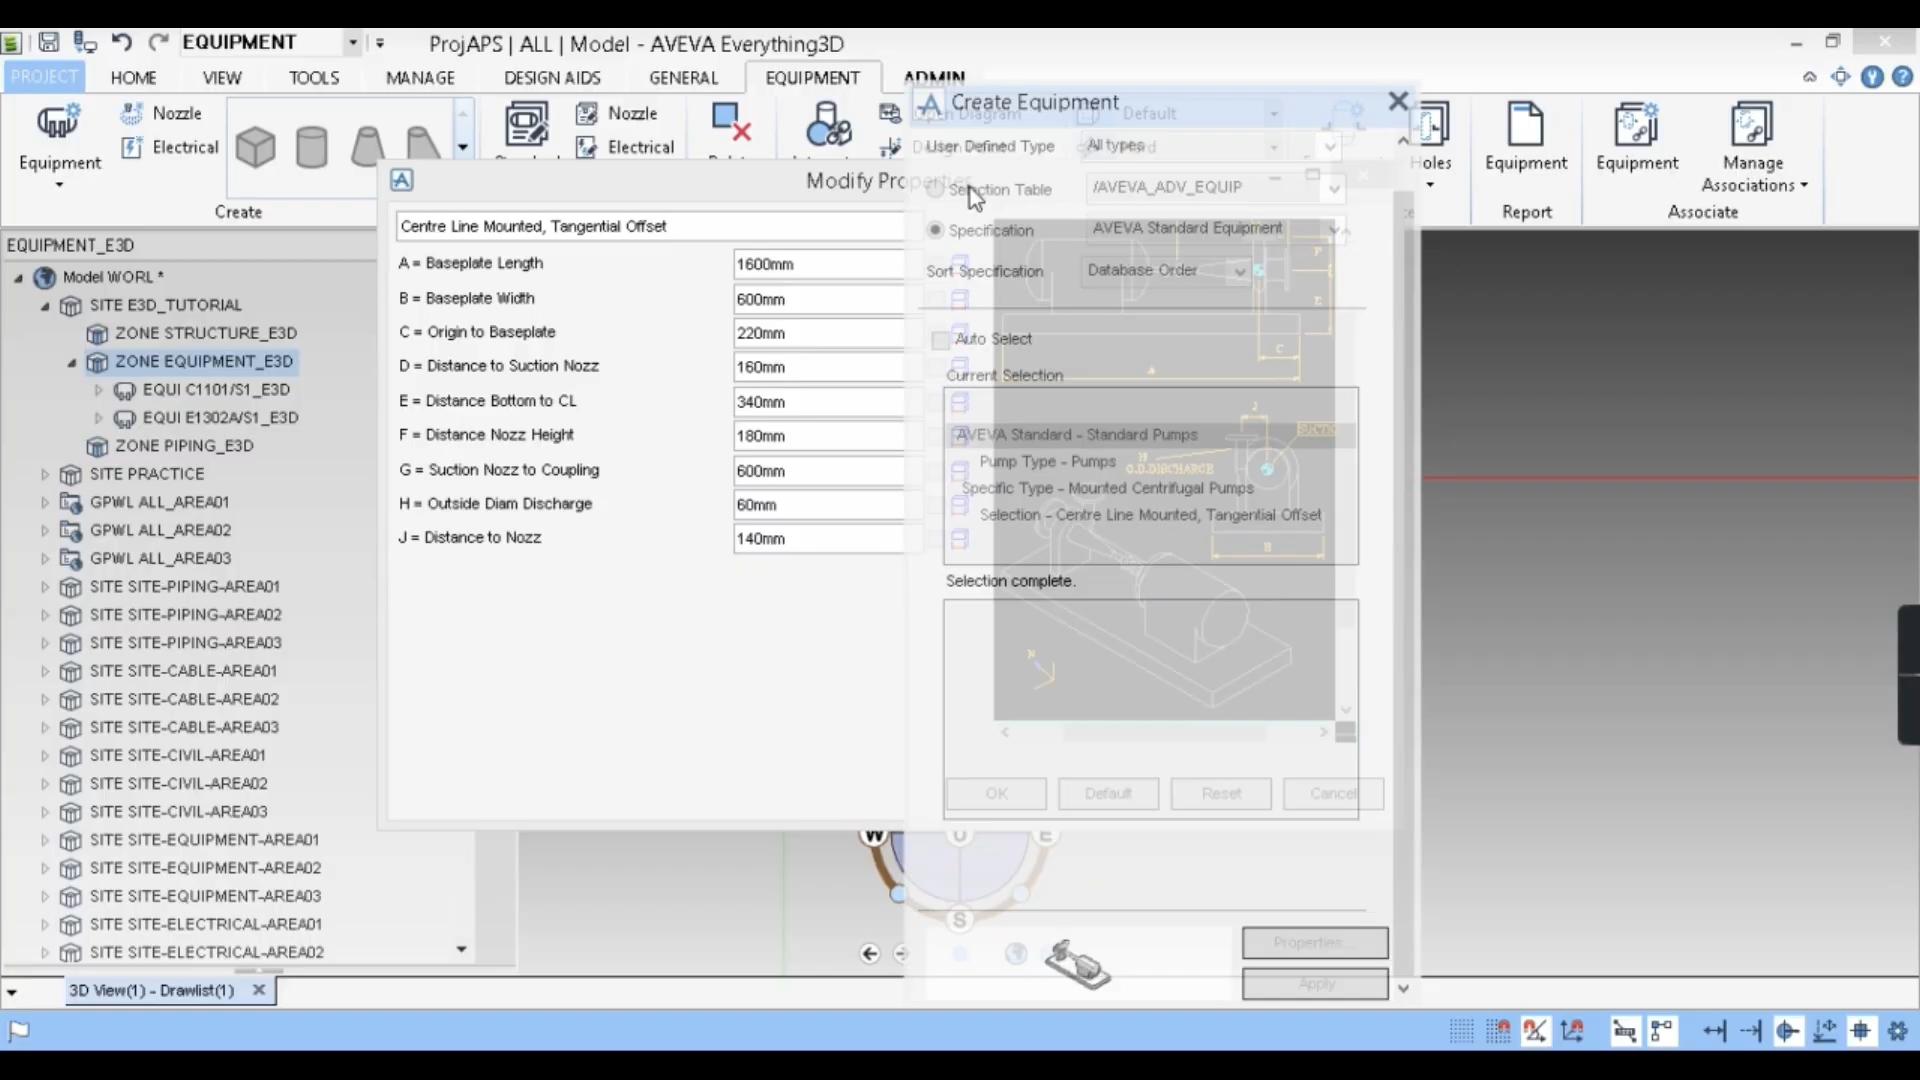 EQUIPMENT
ProjAPS | ALL | Model - AVEVA Everything3D
PROJECT
HOME
VIEW
TOOLS
MANAGE
DESIGN AIDS
GENERAL
EQUIPMENT
ADMIN
Equipment
Nozzle
Electrical
Create
Nozzle
Electrical
Default
Holes
Equipment
Report
Equipment
Manage
Associations
Associate
Create Equipment
User Defined Type
All types
Selection Table
/AVEVA_ADV_EQUIP
Specification
AVEVA Standard Equipment
Sort Specification
Database Order
Auto Select
Current Selection
AVEVA Standard - Standard Pumps
Pump Type - Pumps
Specific Type - Mounted Centrifugal Pumps
Selection - Centre Line Mounted, Tangential Offset
Selection complete.
Properties...
Apply
Modify Properties
Centre Line Mounted, Tangential Offset
A = Baseplate Length
1600mm
B = Baseplate Width
600mm
C = Origin to Baseplate
220mm
D = Distance to Suction Nozz
160mm
E = Distance Bottom to CL
340mm
F = Distance Nozz Height
180mm
G = Suction Nozz to Coupling
600mm
H = Outside Diam Discharge
60mm
J = Distance to Nozz
140mm
C
A
J
H
O.D.DISCHARGE
B
N
OK
Default
Reset
Cancel
EQUIPMENT_E3D
Model WORL *
SITE E3D_TUTORIAL
ZONE STRUCTURE_E3D
ZONE EQUIPMENT_E3D
EQUI C1101/S1_E3D
EQUI E1302A/S1_E3D
ZONE PIPING_E3D
SITE PRACTICE
GPWL ALL_AREA01
GPWL ALL_AREA02
GPWL ALL_AREA03
SITE SITE-PIPING-AREA01
SITE SITE-PIPING-AREA02
SITE SITE-PIPING-AREA03
SITE SITE-CABLE-AREA01
SITE SITE-CABLE-AREA02
SITE SITE-CABLE-AREA03
SITE SITE-CIVIL-AREA01
SITE SITE-CIVIL-AREA02
SITE SITE-CIVIL-AREA03
SITE SITE-EQUIPMENT-AREA01
SITE SITE-EQUIPMENT-AREA02
SITE SITE-EQUIPMENT-AREA03
SITE SITE-ELECTRICAL-AREA01
SITE SITE-ELECTRICAL-AREA02
W
U
E
S
3D View(1) - Drawlist(1)